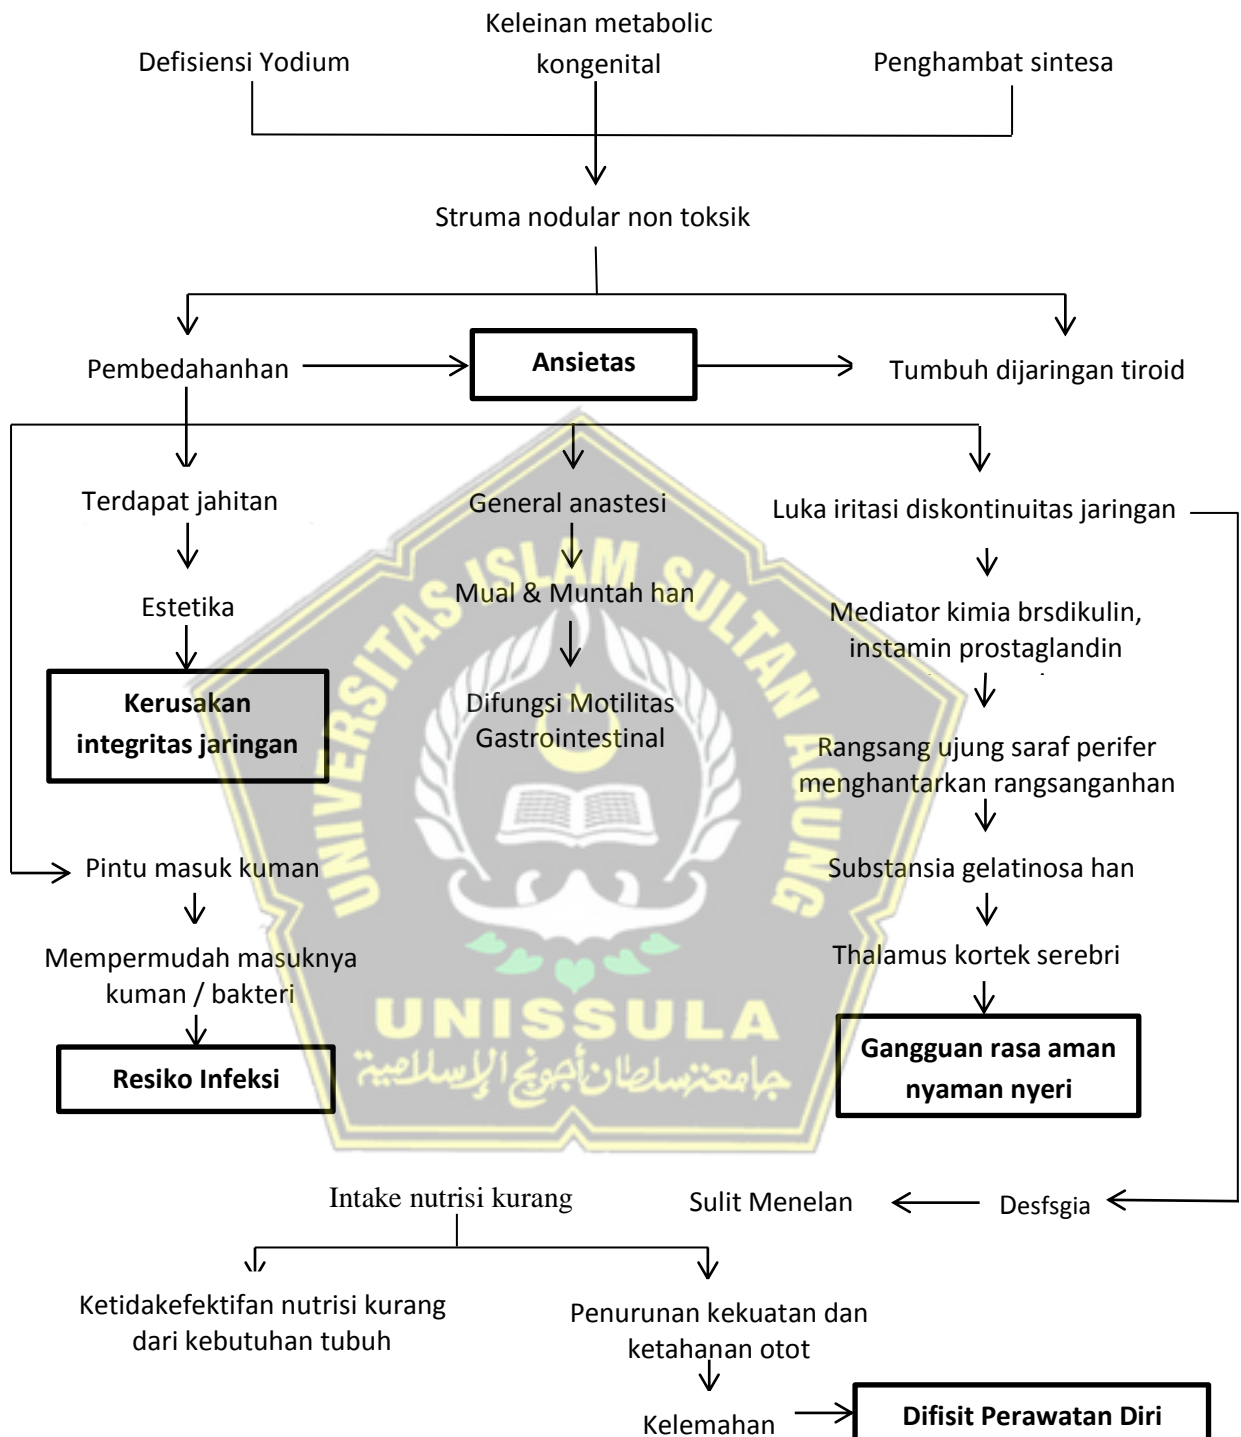 Keleinan metabolic
kongenital
Defisiensi Yodium
Penghambat sintesa
Struma nodular non toksik
Pembedahanhan
Ansietas
Tumbuh dijaringan tiroid
Terdapat jahitan
General anastesi
Luka iritasi diskontinuitas jaringan
Estetika
Mual & Muntah han
Mediator kimia brsdikulin,
instamin prostaglandin
Kerusakan
integritas jaringan
Difungsi Motilitas
Gastrointestinal
Rangsang ujung saraf perifer
menghantarkan rangsanganhan
Pintu masuk kuman
Substansia gelatinosa han
Mempermudah masuknya
kuman / bakteri
Thalamus kortek serebri
Resiko Infeksi
Gangguan rasa aman
nyaman nyeri
UNIVERSITAS ISLAM SULTAN AGUNG
UNISSULA
جامعتنسلطان أجونج الإسلامية
Intake nutrisi kurang
Sulit Menelan
Desfsgia
Ketidakefektifan nutrisi kurang
dari kebutuhan tubuh
Penurunan kekuatan dan
ketahanan otot
Kelemahan
Difisit Perawatan Diri